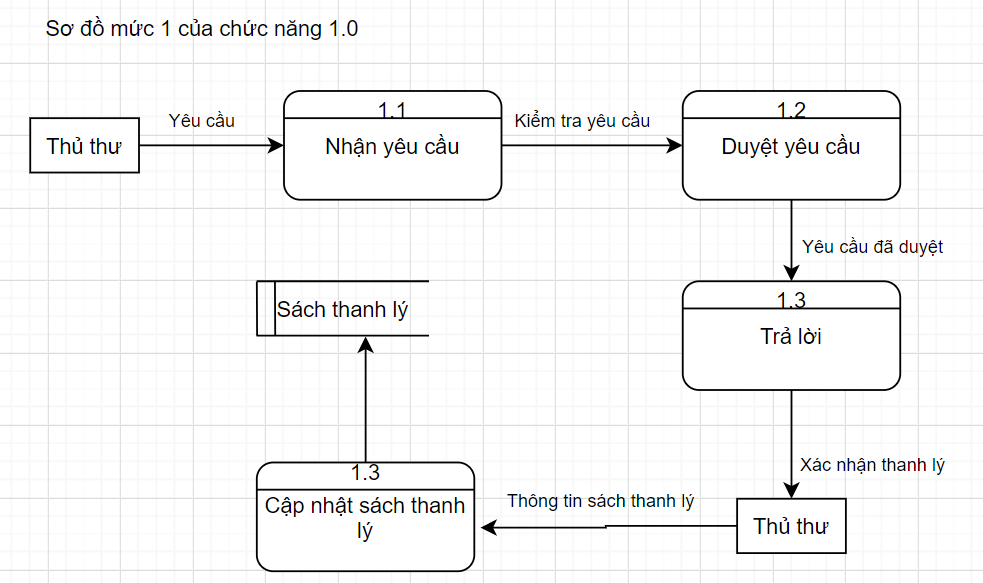 Sơ đồ mức 1 của chức năng 1.0
Thủ thư
Yêu cầu
1.1
Nhận yêu cầu
Kiểm tra yêu cầu
1.2
Duyệt yêu cầu
Yêu cầu đã duyệt
1.3
Trả lời
Xác nhận thanh lý
Thủ thư
Thông tin sách thanh lý
1.3
Cập nhật sách thanh
lý
Sách thanh lý